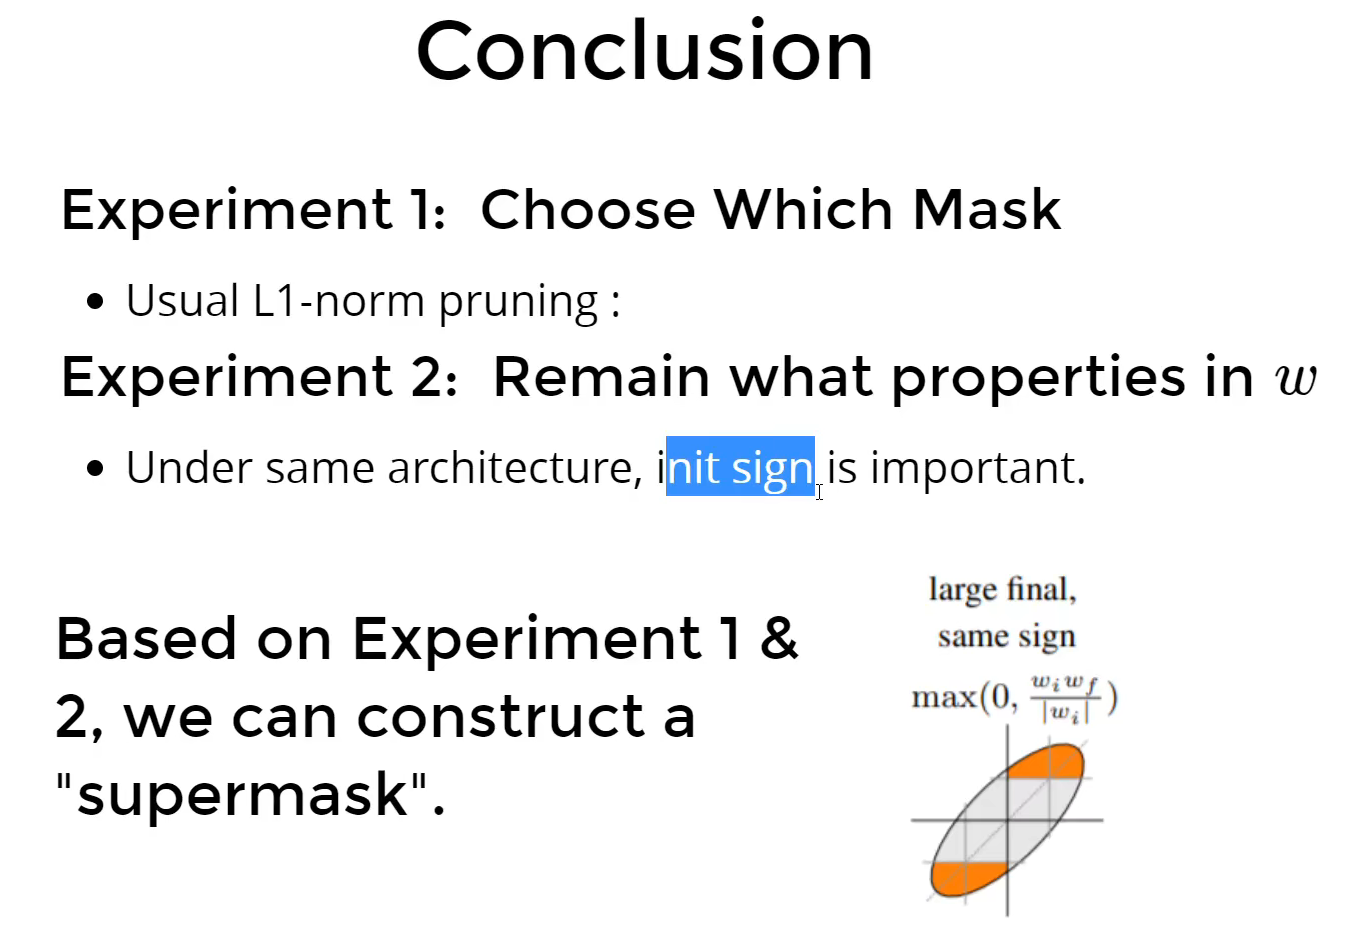 Conclusion
Experiment 1: Choose Which Mask
• Usual L1-norm pruning :
Experiment 2: Remain what properties in w
• Under same architecture, init sign is important.
Based on Experiment 1 &
2, we can construct a
"supermask".
large final,
same sign
max(0, w_i w_f / |w_i|)